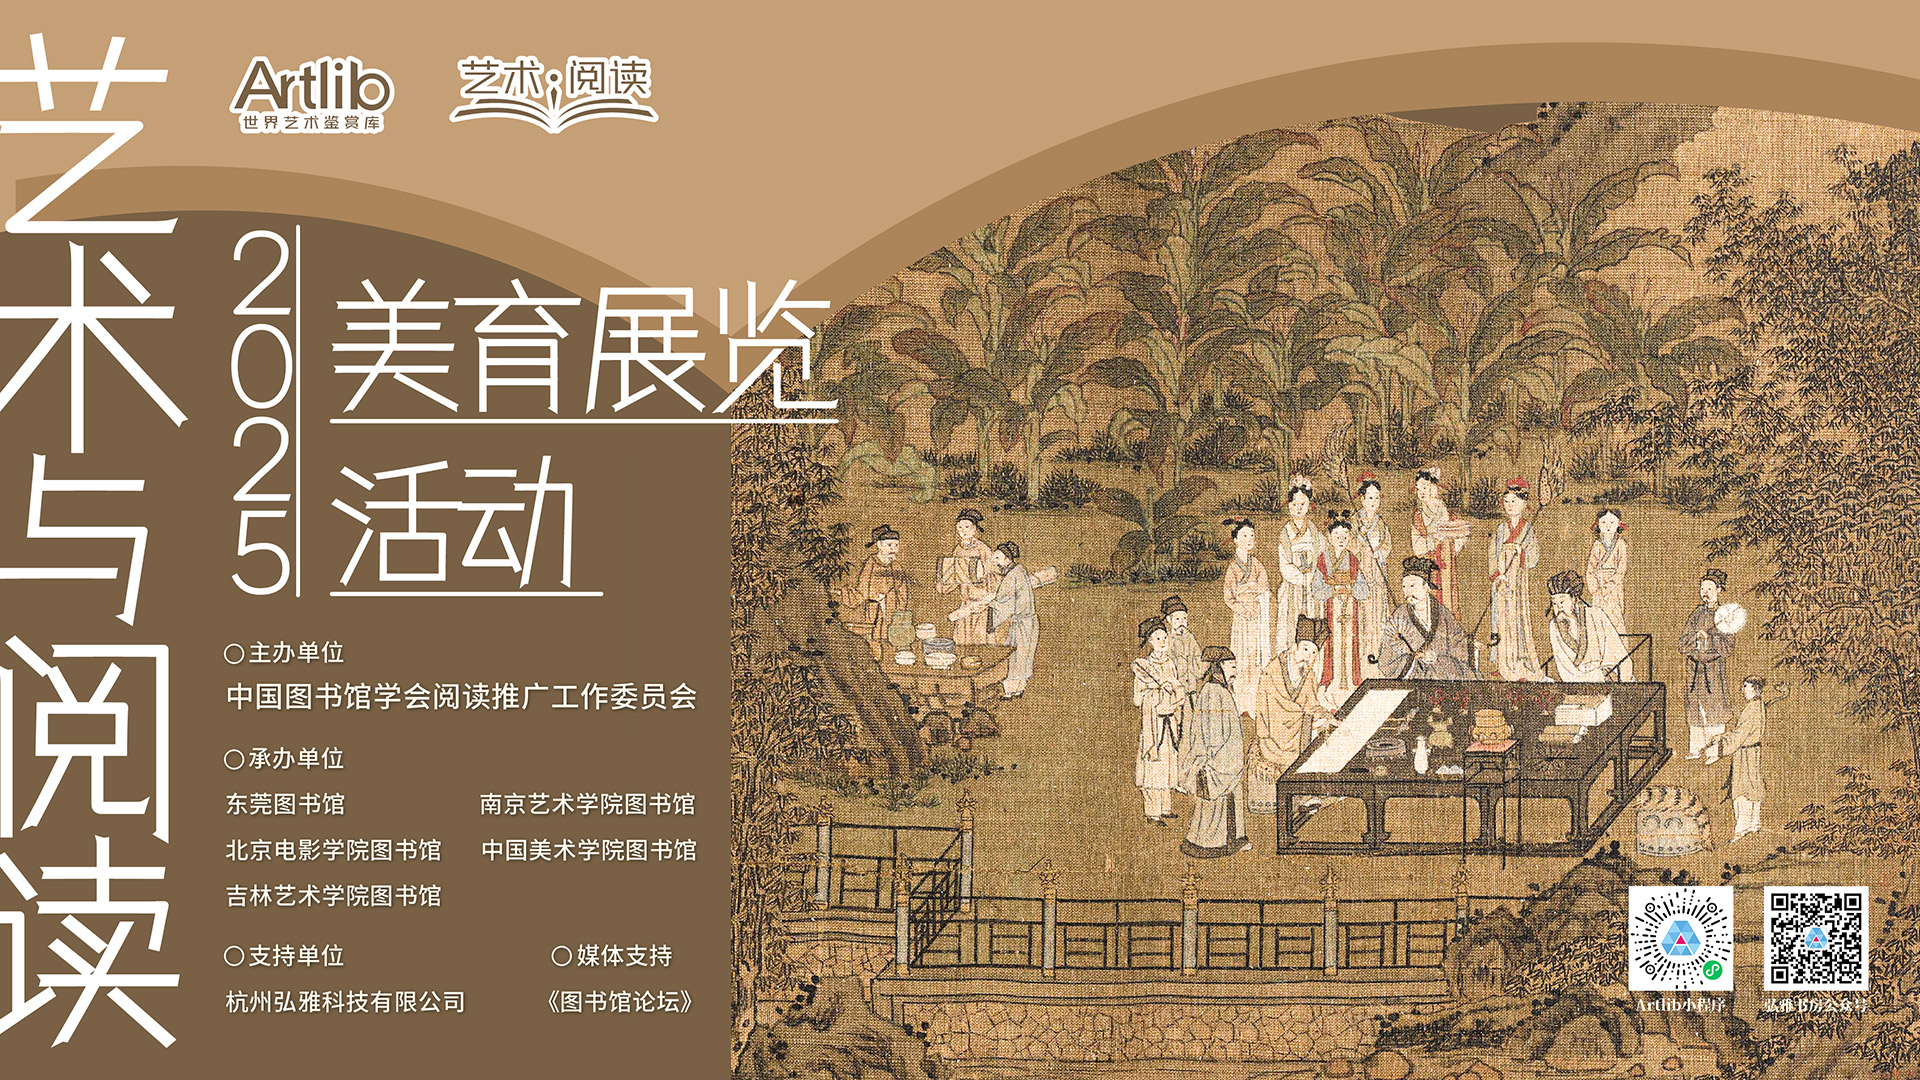 艺术与阅读
Artlib
世界艺术鉴赏库
艺术·阅读
2025
美育展览
活动
○主办单位
中国图书馆学会阅读推广工作委员会
○承办单位
东莞图书馆
南京艺术学院图书馆
北京电影学院图书馆
中国美术学院图书馆
吉林艺术学院图书馆
○支持单位
杭州弘雅科技有限公司
○媒体支持
《图书馆论坛》
Artlib小程序
弘雅书房公众号